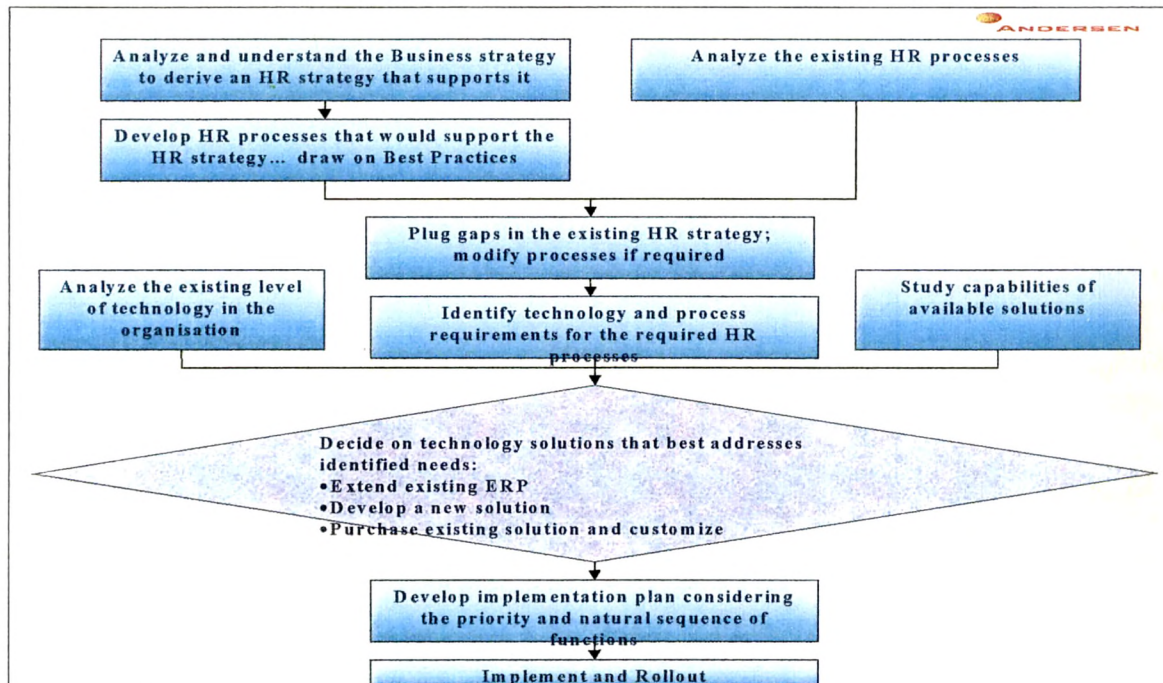 ANDERSEN
Analyze and understand the Business strategy
to derive an HR strategy that supports it
Analyze the existing HR processes
Develop HR processes that would support the
HR strategy... draw on Best Practices
Plug gaps in the existing HR strategy;
modify processes if required
Analyze the existing level
of technology in the
organisation
Identify technology and process
requirements for the required HR
processes
Study capabilities of
available solutions
Decide on technology solutions that best addresses
identified needs:
•Extend existing ERP
•Develop a new solution
•Purchase existing solution and customize
Develop implementation plan considering
the priority and natural sequence of
functions
Implement and Rollout